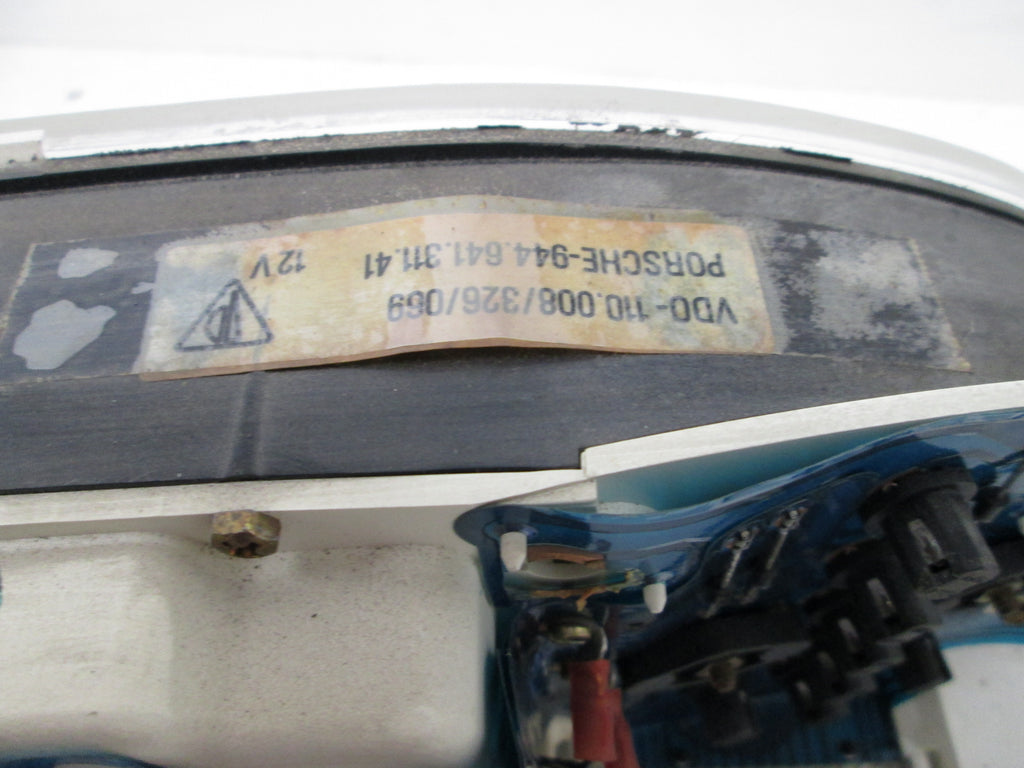 VDO-110.008/326/069
PORSCHE-944.641.311.41 12V